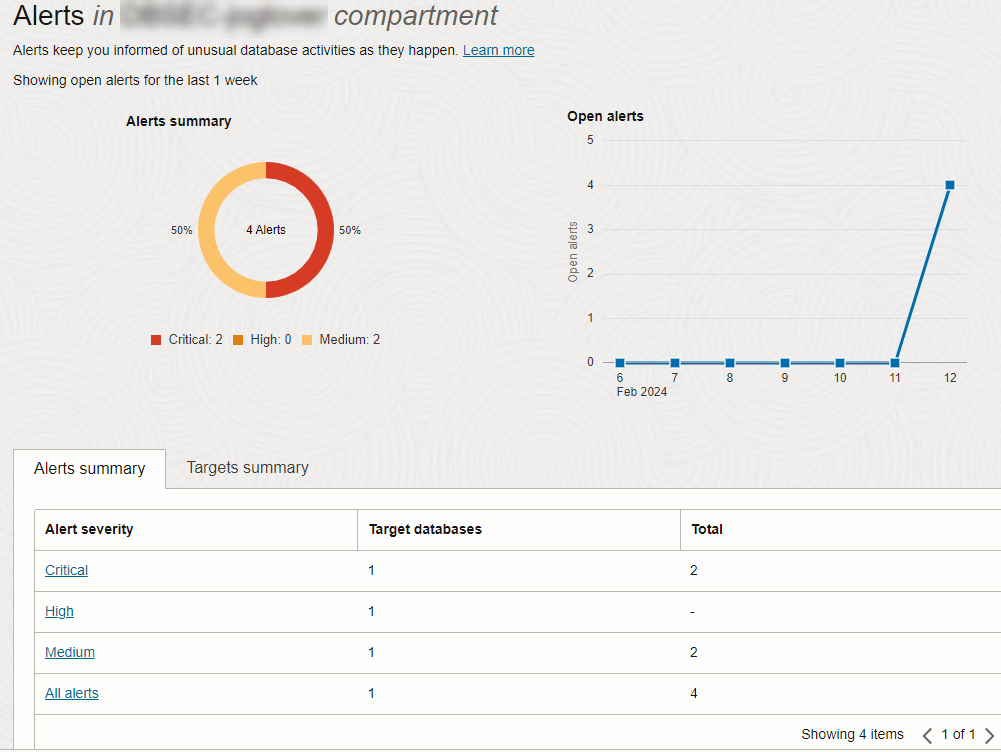 Alerts in compartment
Alerts keep you informed of unusual database activities as they happen. Learn more
Showing open alerts for the last 1 week
Alerts summary
50%
4 Alerts
50%
Critical: 2 High: 0 Medium: 2
Open alerts
5
4
3
2
1
0
Open alerts
6 7 8 9 10 11 12
Feb 2024
Alerts summary Targets summary
Alert severity Target databases Total
Critical 1 2
High 1 -
Medium 1 2
All alerts 1 4
Showing 4 items < 1 of 1 >